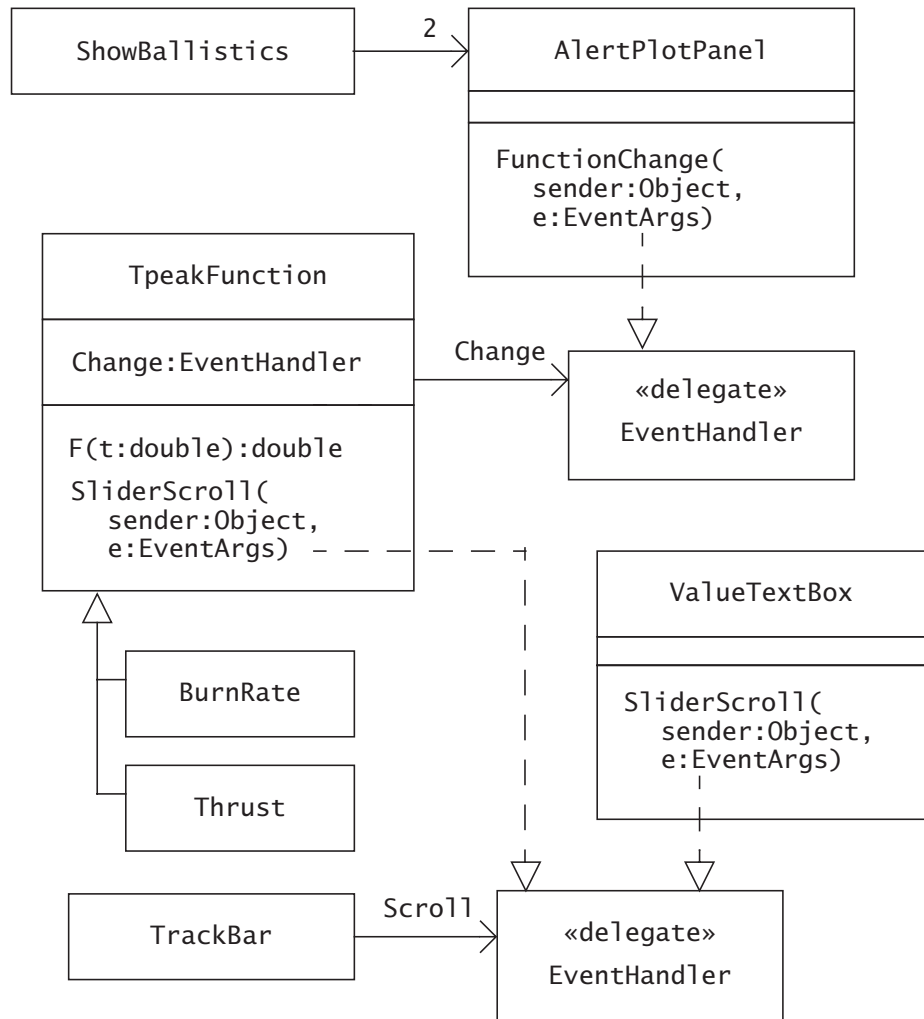 ShowBallistics
2
AlertPlotPanel
FunctionChange(
sender:Object,
e:EventArgs)
TpeakFunction
Change:EventHandler
F(t:double):double
SliderScroll(
sender:Object,
e:EventArgs)
Change
«delegate»
EventHandler
BurnRate
Thrust
ValueTextBox
SliderScroll(
sender:Object,
e:EventArgs)
TrackBar
Scroll
«delegate»
EventHandler